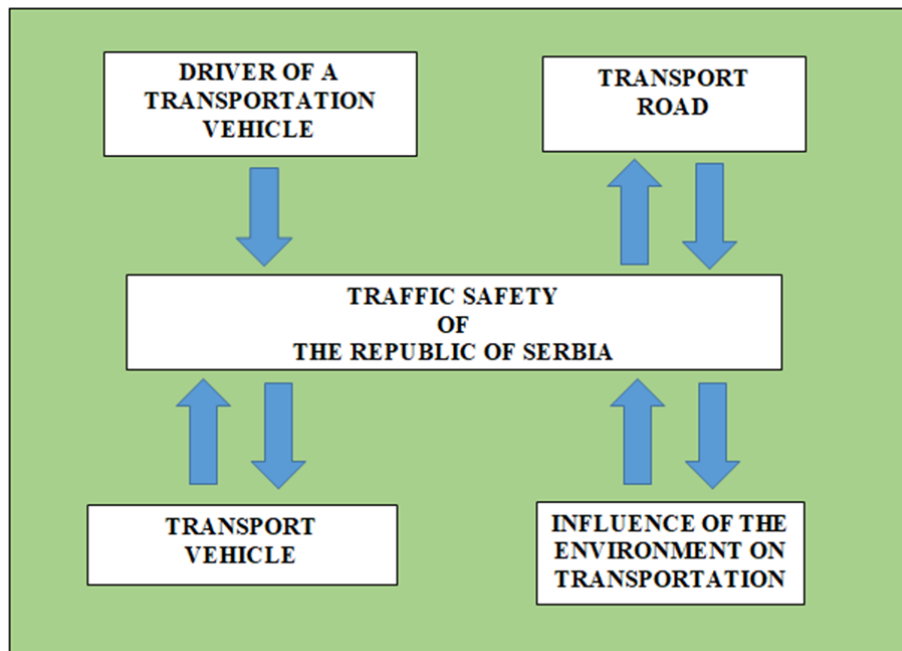 DRIVER OF A
TRANSPORTATION
VEHICLE
TRANSPORT
ROAD
TRAFFIC SAFETY
OF
THE REPUBLIC OF SERBIA
TRANSPORT
VEHICLE
INFLUENCE OF THE
ENVIRONMENT ON
TRANSPORTATION